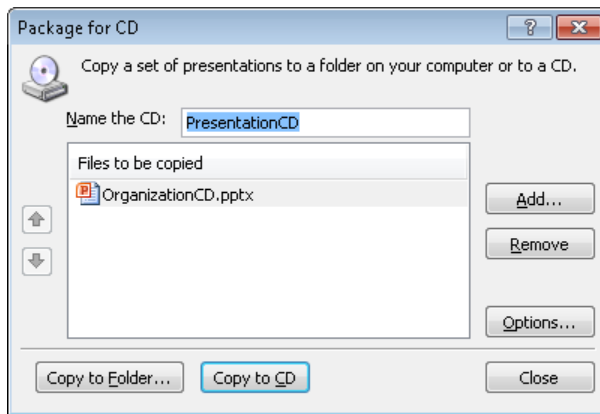 Package for CD
Copy a set of presentations to a folder on your computer or to a CD.
Name the CD: PresentationCD
Files to be copied
OrganizationCD.pptx
Add...
Remove
Options...
Copy to Folder... Copy to CD Close